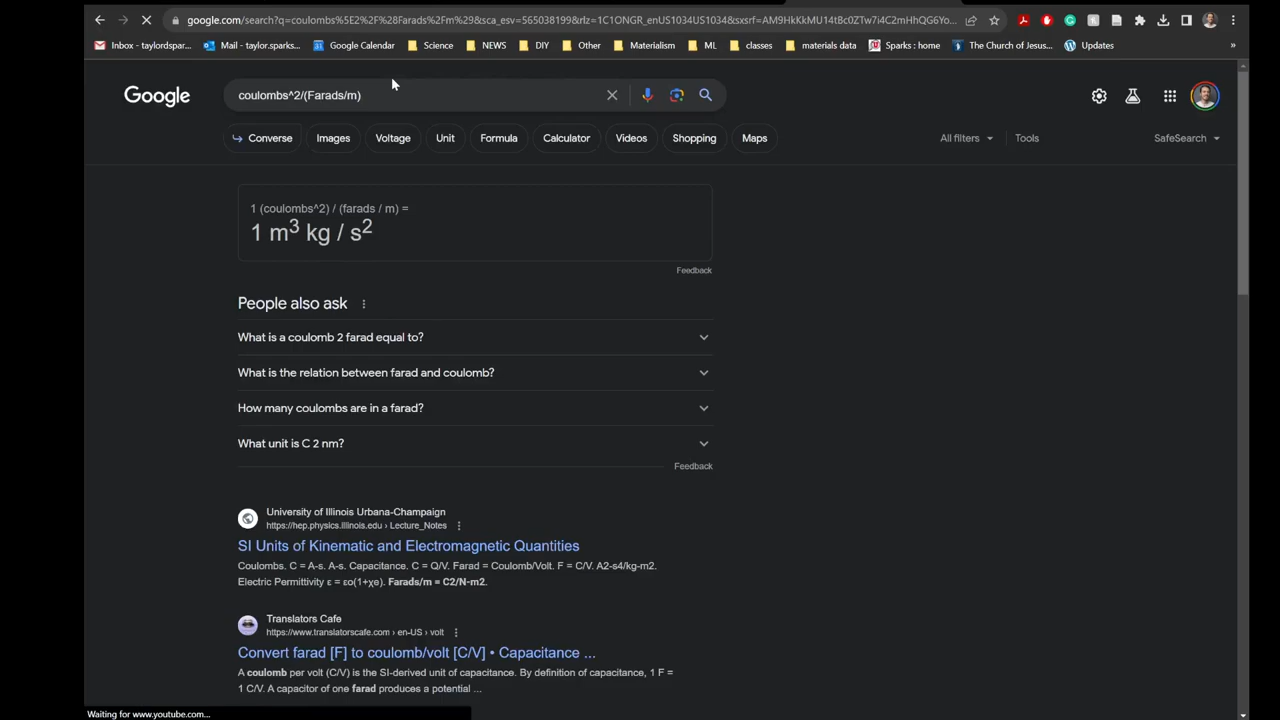 google.com/search?q=coulombs%5E2%2F%28Farads%2Fm%29&sca_esv=565038199&rlz=1C1ONGR_enUS1034US1034&sxsrf=AM9HkKkMU14tBc0ZTw7i4C2mHhQG6Yo...
Inbox - taylordspar... Mail - taylor.sparks... Google Calendar Science NEWS DIY Other Materialism ML classes materials data Sparks : home The Church of Jesus... Updates »
Google coulombs^2/(Farads/m)
Converse Images Voltage Unit Formula Calculator Videos Shopping Maps All filters Tools SafeSearch
1 (coulombs^2) / (farads / m) =
1 m³ kg / s²
Feedback
People also ask
What is a coulomb 2 farad equal to?
What is the relation between farad and coulomb?
How many coulombs are in a farad?
What unit is C 2 nm?
Feedback
University of Illinois Urbana-Champaign
https://hep.physics.illinois.edu › Lecture_Notes
SI Units of Kinematic and Electromagnetic Quantities
Coulombs. C = A-s. A-s. Capacitance. C = Q/V. Farad = Coulomb/Volt. F = C/V. A2-s4/kg-m2.
Electric Permittivity ε = εo(1+χe). Farads/m = C2/N-m2.
Translators Cafe
https://www.translatorscafe.com › en-US › volt
Convert farad [F] to coulomb/volt [C/V] • Capacitance ...
A coulomb per volt (C/V) is the SI-derived unit of capacitance. By definition of capacitance, 1 F =
1 C/V. A capacitor of one farad produces a potential ...
Waiting for www.youtube.com...